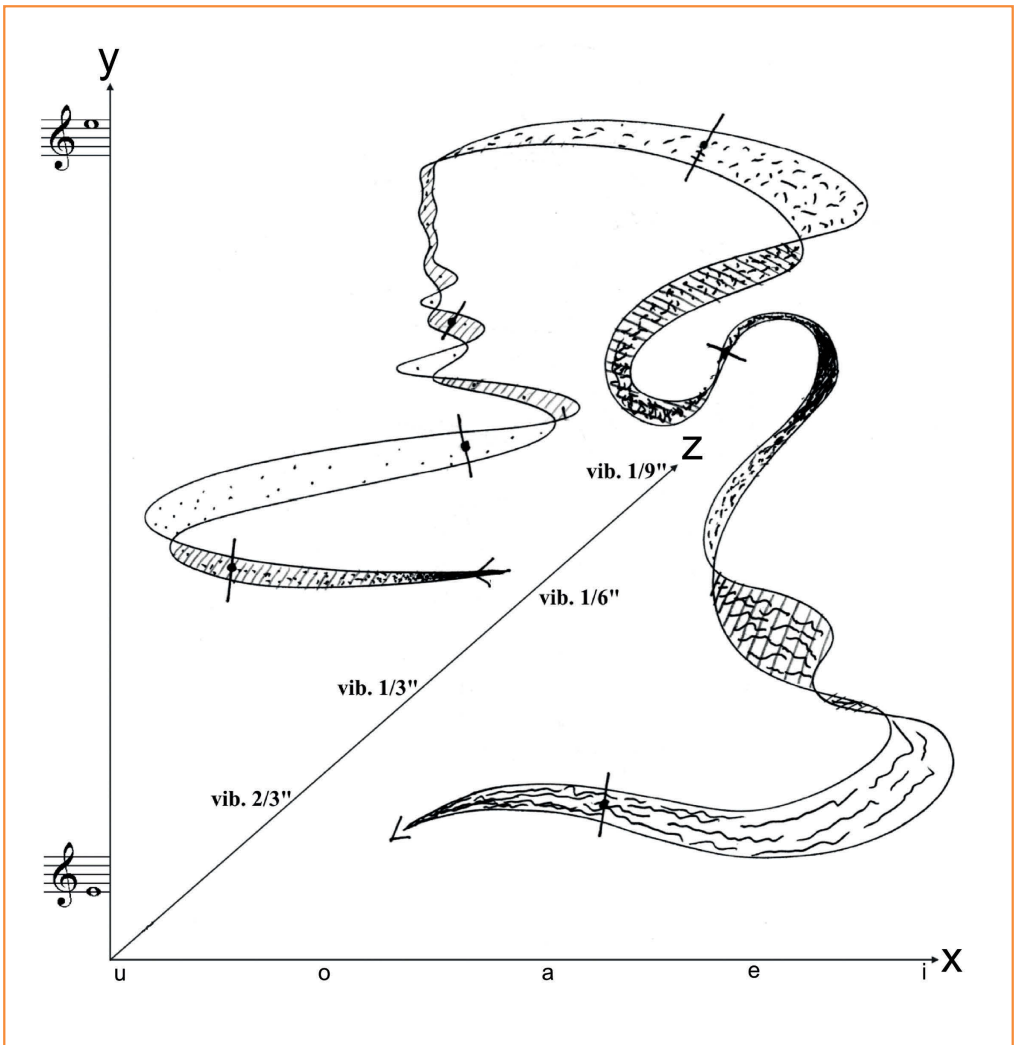 y
z
vib. 1/9"
vib. 1/6"
vib. 1/3"
vib. 2/3"
x
u o a e i